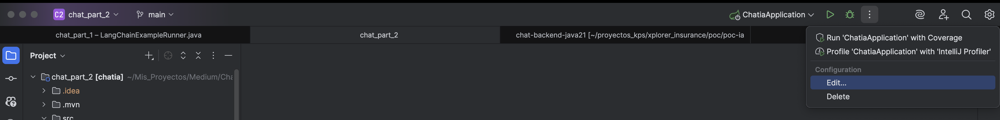 C2 chat_part_2 main ChatiaApplication
chat_part_1 – LangChainExampleRunner.java chat_part_2 chat-backend-java21 [~/proyectos_kps/xplorer_insurance/poc/poc-ia
Run 'ChatiaApplication' with Coverage
Profile 'ChatiaApplication' with 'IntelliJ Profiler'
Configuration
Edit...
Delete
Project
chat_part_2 [chatia] ~/Mis_Proyectos/Medium/Cha
.idea
.mvn
src